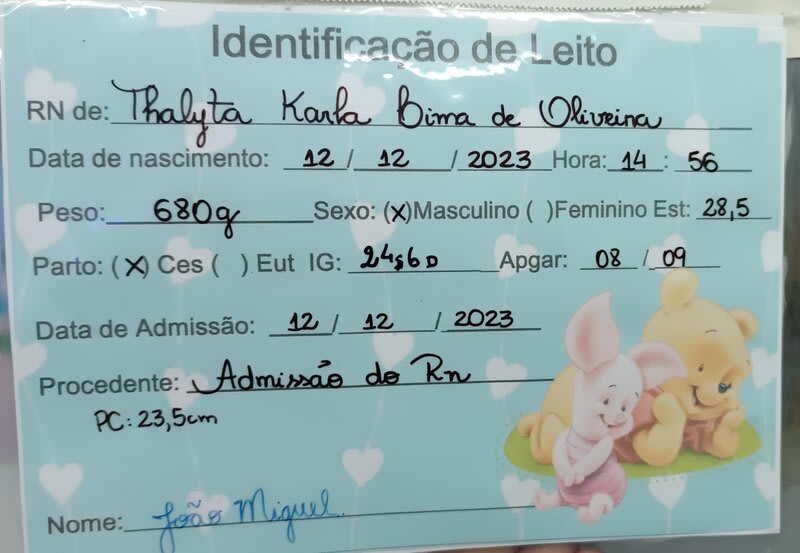 Identificação de Leito
RN de: Thalyta Karla Bima de Oliveira
Data de nascimento: 12 / 12 / 2023 Hora: 14 : 56
Peso: 680g Sexo: (x)Masculino ( )Feminino Est: 28,5
Parto: (x) Ces ( ) Eut IG: 24s6D Apgar: 08 / 09
Data de Admissão: 12 / 12 / 2023
Procedente: Admissão do Rn
PC: 23,5cm
Nome: João Miguel